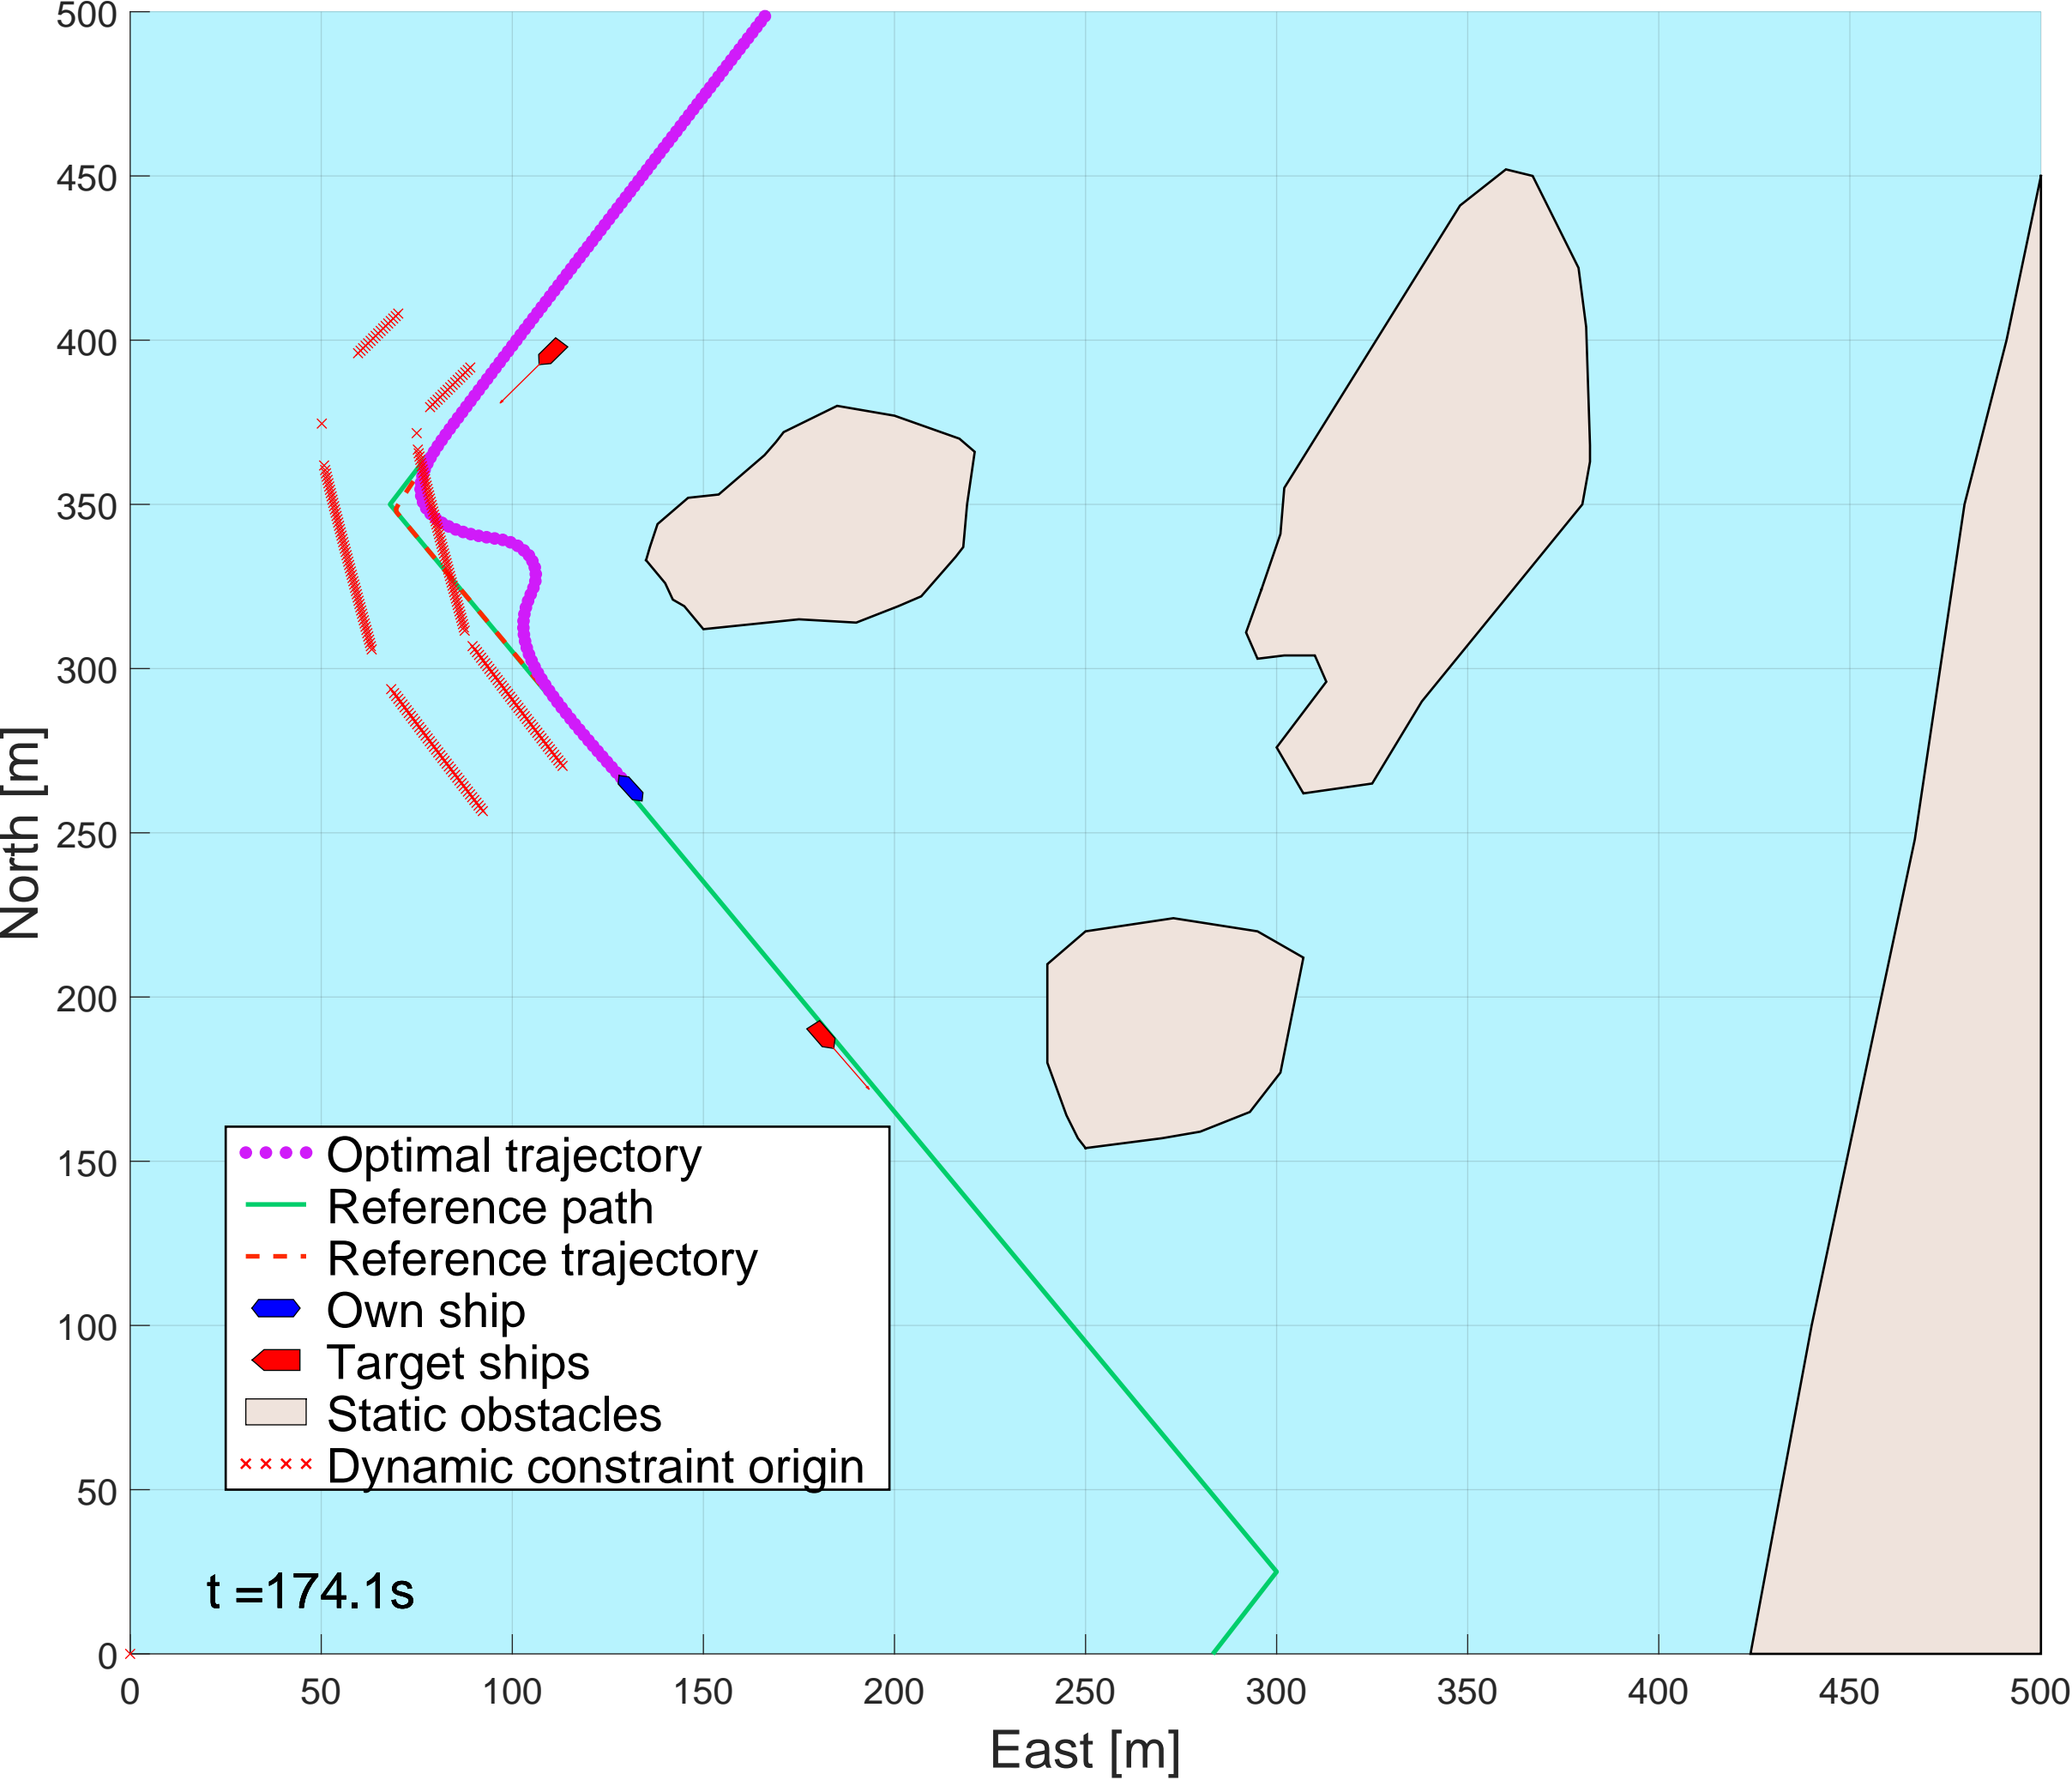 500
450
400
350
300
250
200
150
100
50
0
North [m]
Optimal trajectory
Reference path
Reference trajectory
Own ship
Target ships
Static obstacles
Dynamic constraint origin
t =174.1s
0 50 100 150 200 250 300 350 400 450 500
East [m]